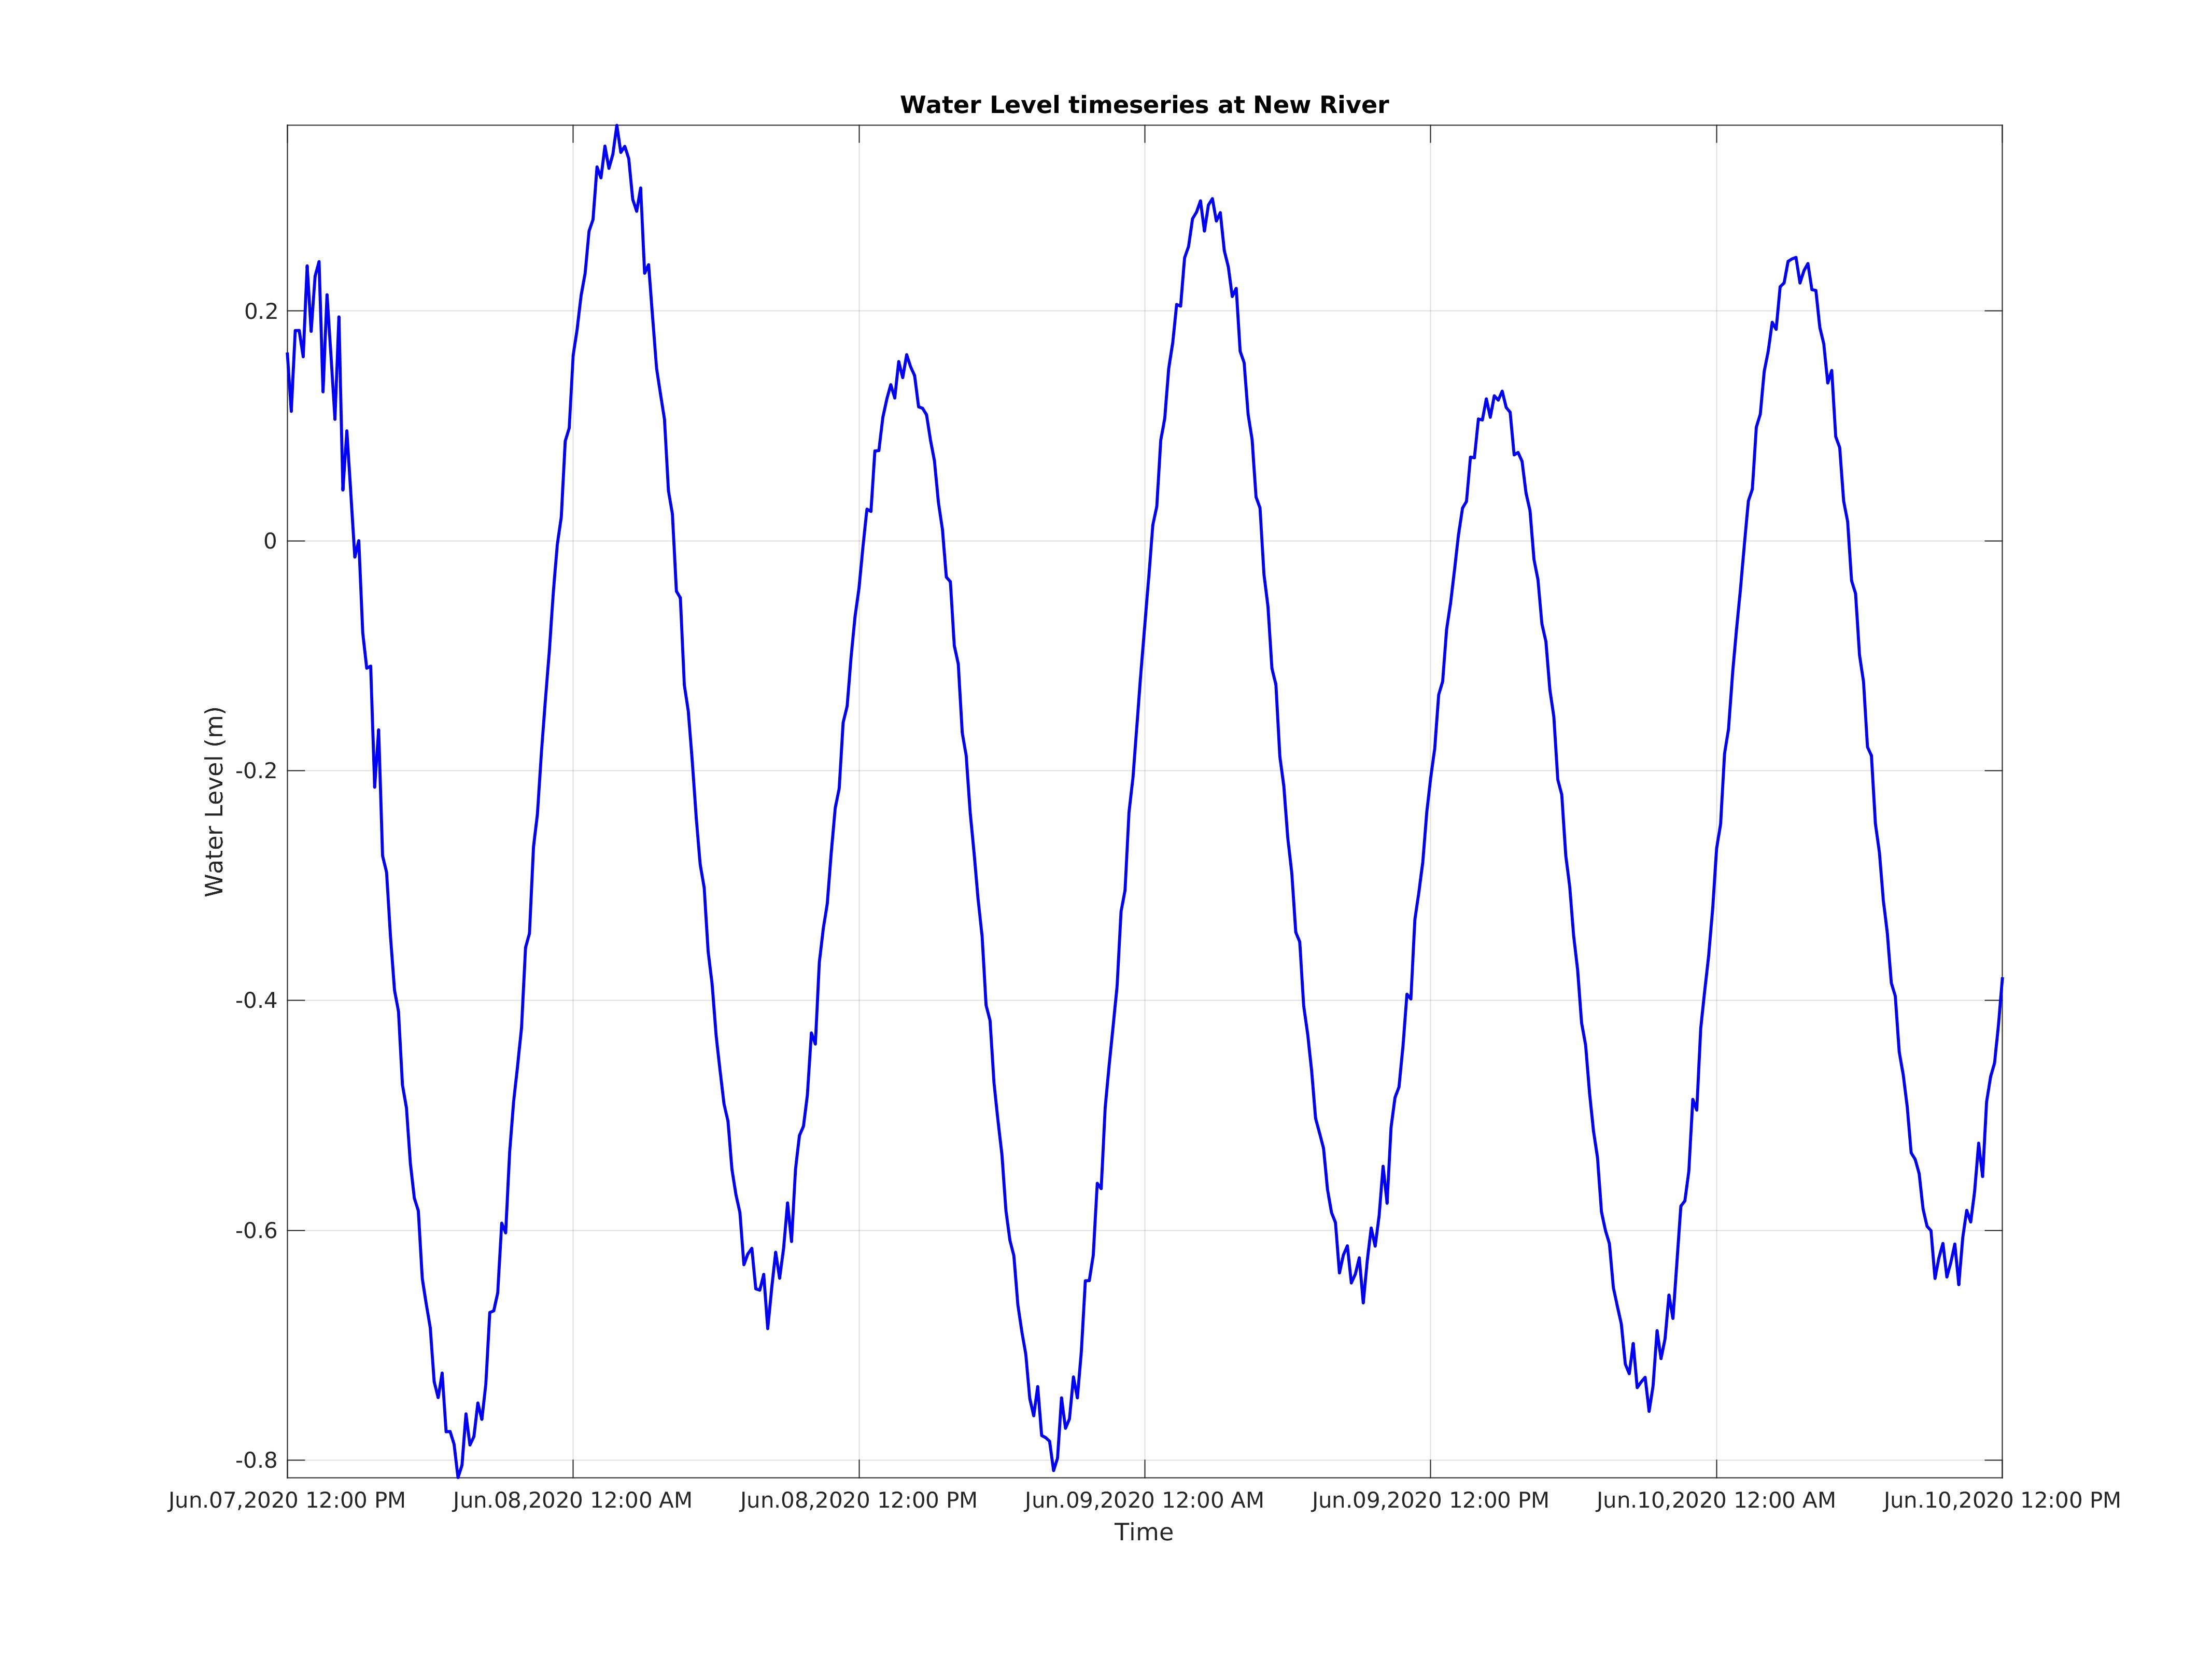 Water Level timeseries at New River
0.2
0
-0.2
-0.4
-0.6
-0.8
Water Level (m)
Jun.07,2020 12:00 PM Jun.08,2020 12:00 AM Jun.08,2020 12:00 PM Jun.09,2020 12:00 AM Jun.09,2020 12:00 PM Jun.10,2020 12:00 AM Jun.10,2020 12:00 PM
Time